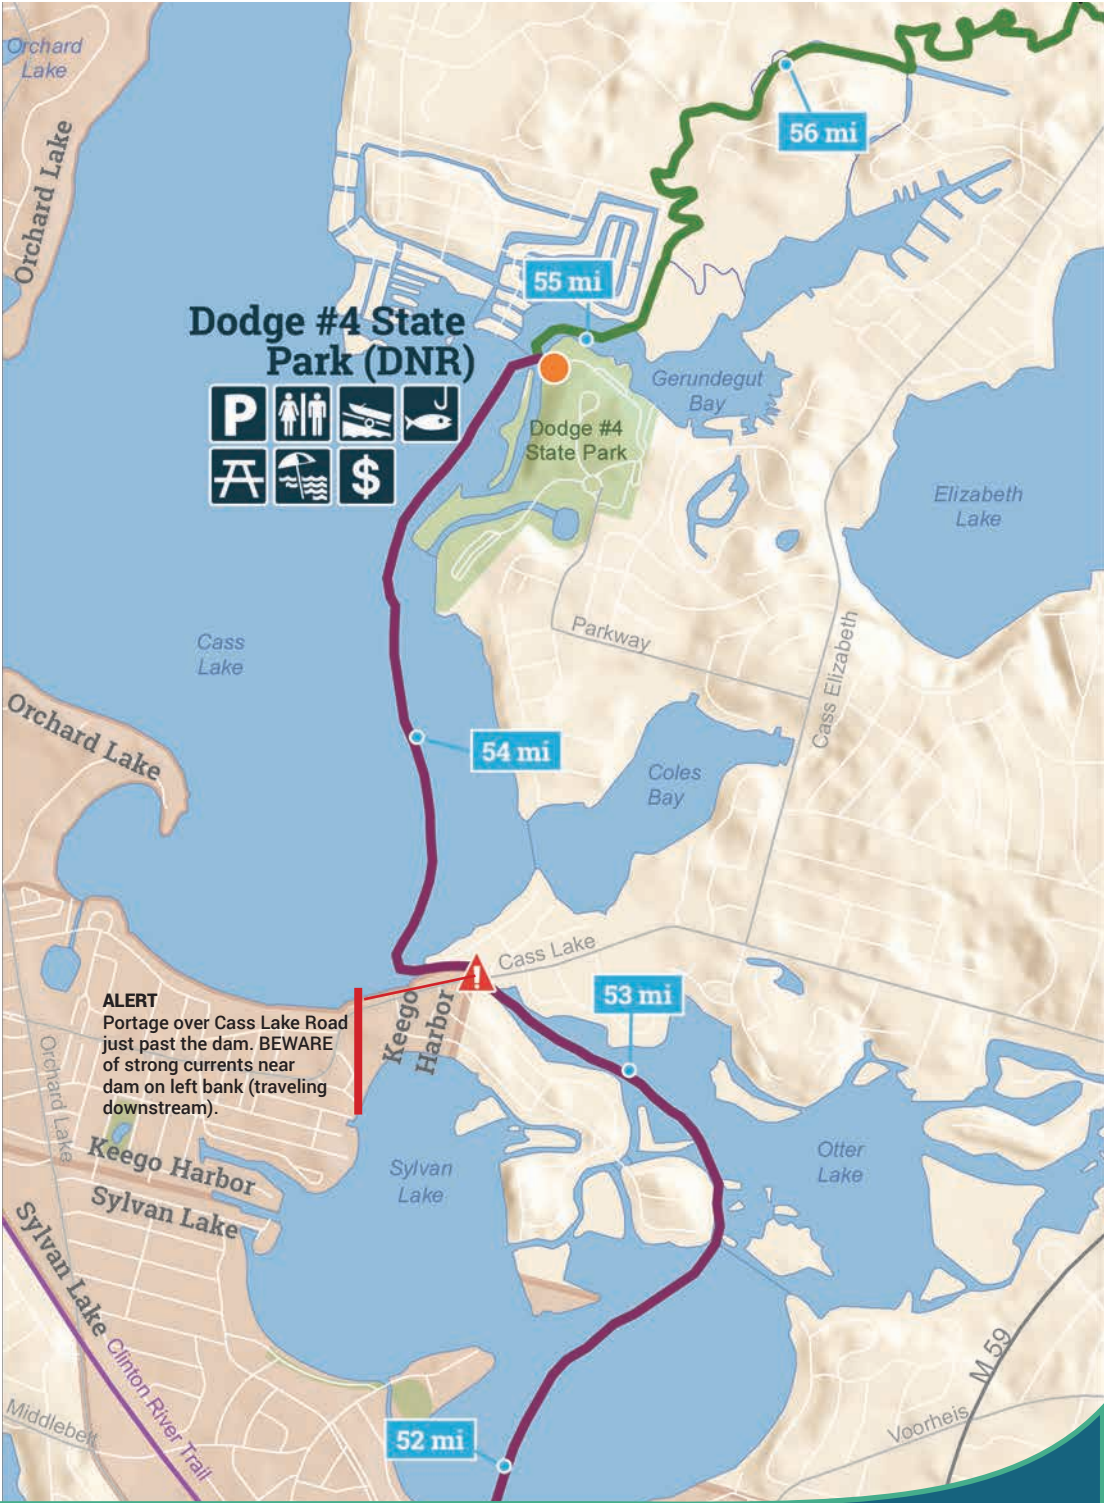 Orchard
Lake
Orchard Lake
56 mi
55 mi
Dodge #4 State
Park (DNR)
P
$
Gerundegut
Bay
Dodge #4
State Park
Elizabeth
Lake
Parkway
Cass Elizabeth
Cass
Lake
Orchard Lake
54 mi
Coles
Bay
Cass Lake
!
53 mi
ALERT
Portage over Cass Lake Road
just past the dam. BEWARE
of strong currents near
dam on left bank (traveling
downstream).
Keego
Harbor
Orchard Lake
Keego Harbor
Sylvan Lake
Sylvan
Lake
Otter
Lake
Sylvan Lake
Clinton River Trail
Middlebelt
52 mi
M 59
Voorheis